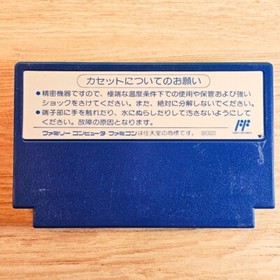 カセットについてのお願い
●精密機器ですので、極端な温度条件下での使用や保管および強い
ショックをさけてください。また、絶対に分解しないでください。
●端子部に手を触れたり、水にぬらしたりして汚さないようにして
ください。故障の原因となります。
ファミリーコンピュータ ファミコンは任天堂の商標です。